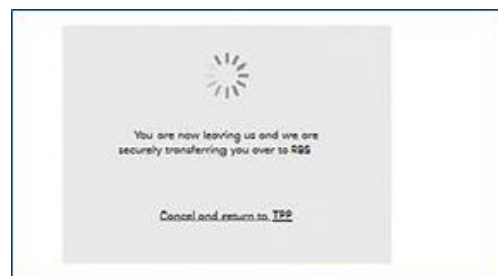 You are now leaving us and we are
securely transferring you over to RBS
Cancel and return to TPP